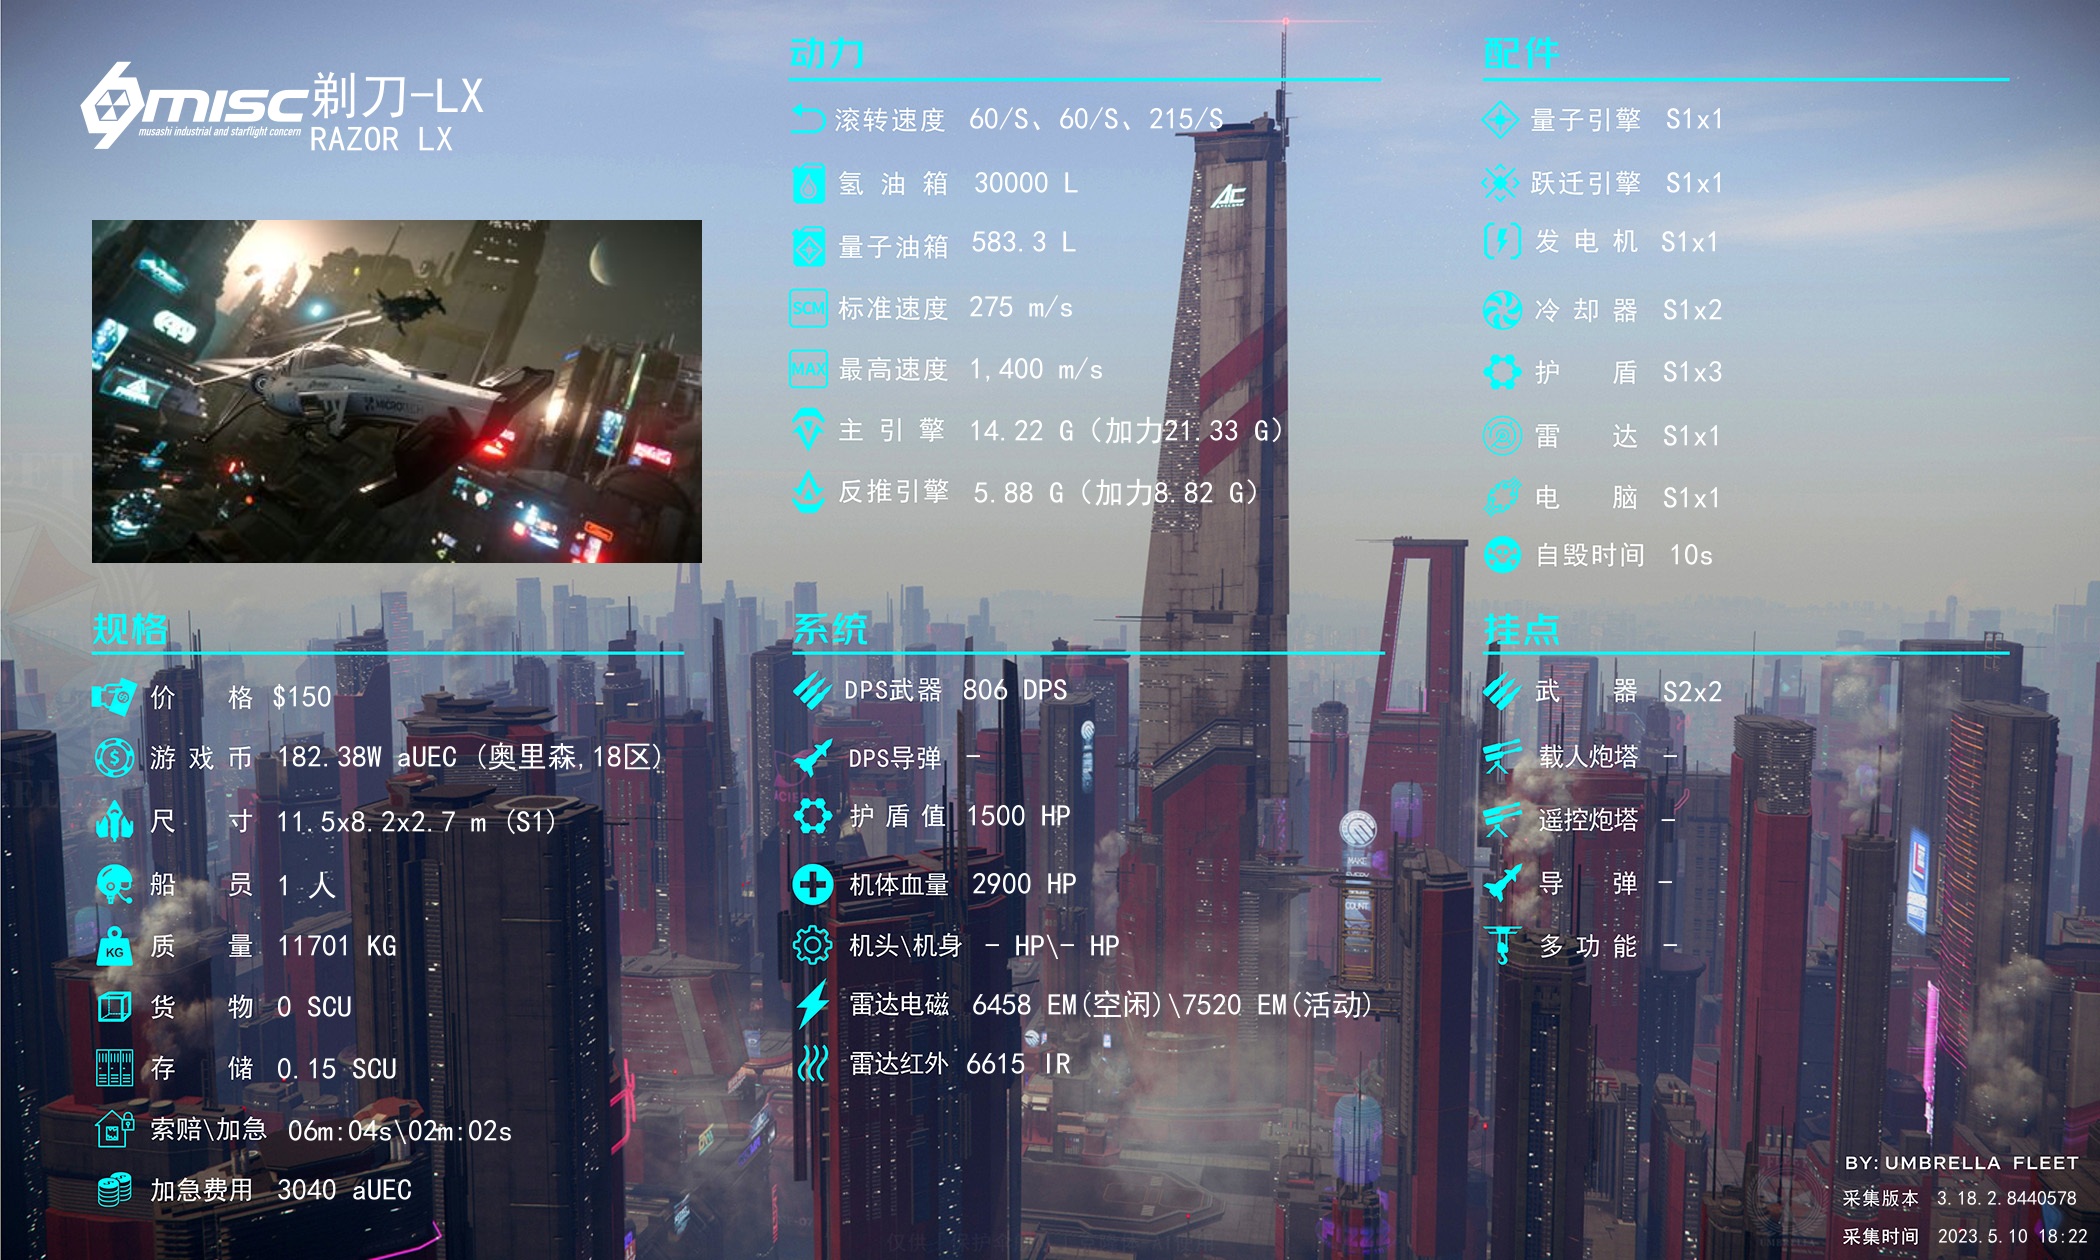 misc
musashi industrial and starflight concern
剃刀-LX
RAZOR LX
MICROTECH
规格
价格 $150
游戏币 182.38W aUEC (奥里森,18区)
尺寸 11.5x8.2x2.7 m (S1)
船员 1 人
KG
质量 11701 KG
货物 0 SCU
存储 0.15 SCU
索赔\加急 06m:04s\02m:02s
加急费用 3040 aUEC
动力
滚转速度 60/S、60/S、215/S
氢油箱 30000 L
量子油箱 583.3 L
SCM
标准速度 275 m/s
MAX
最高速度 1,400 m/s
主引擎 14.22 G（加力21.33 G）
反推引擎 5.88 G（加力8.82 G）
AC
系统
DPS武器 806 DPS
DPS导弹 -
护盾值 1500 HP
机体血量 2900 HP
机头\机身 - HP\- HP
雷达电磁 6458 EM(空闲)\7520 EM(活动)
雷达红外 6615 IR
配件
量子引擎 S1x1
跃迁引擎 S1x1
发电机 S1x1
冷却器 S1x2
护盾 S1x3
雷达 S1x1
电脑 S1x1
自毁时间 10s
挂点
武器 S2x2
载人炮塔 -
遥控炮塔 -
导弹 -
多功能 -
MAKE
EVERY
COUNT
BY: UMBRELLA FLEET
采集版本 3.18.2.8440578
采集时间 2023.5.10 18:22